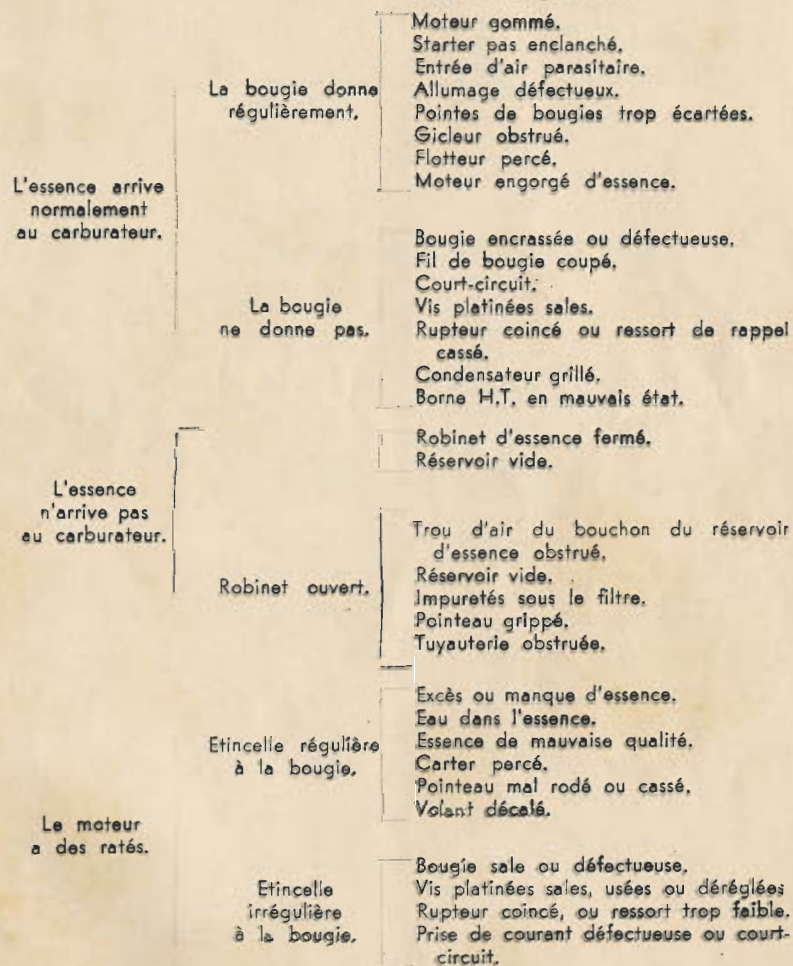 L'essence arrive
normalement
au carburateur.
La bougie donne
régulièrement.
Moteur gommé.
Starter pas enclanché.
Entrée d'air parasitaire.
Allumage défectueux.
Pointes de bougies trop écartées.
Gicleur obstrué.
Flotteur percé.
Moteur engorgé d'essence.
La bougie
ne donne pas.
Bougie encrassée ou défectueuse.
Fil de bougie coupé.
Court-circuit.
Vis platinées sales.
Rupteur coincé ou ressort de rappel
cassé.
Condensateur grillé.
Borne H.T. en mauvais état.
L'essence
n'arrive pas
au carburateur.
Robinet d'essence fermé.
Réservoir vide.
Robinet ouvert.
Trou d'air du bouchon du réservoir
d'essence obstrué.
Réservoir vide.
Impuretés sous le filtre.
Pointeau grippé.
Tuyauterie obstruée.
Le moteur
a des ratés.
Etincelle régulière
à la bougie.
Excès ou manque d'essence.
Eau dans l'essence.
Essence de mauvaise qualité.
Carter percé.
Pointeau mal rodé ou cassé.
Volant décalé.
Etincelle
irrégulière
à la bougie.
Bougie sale ou défectueuse.
Vis platinées sales, usées ou déréglées
Rupteur coincé, ou ressort trop faible.
Prise de courant défectueuse ou court-
circuit.